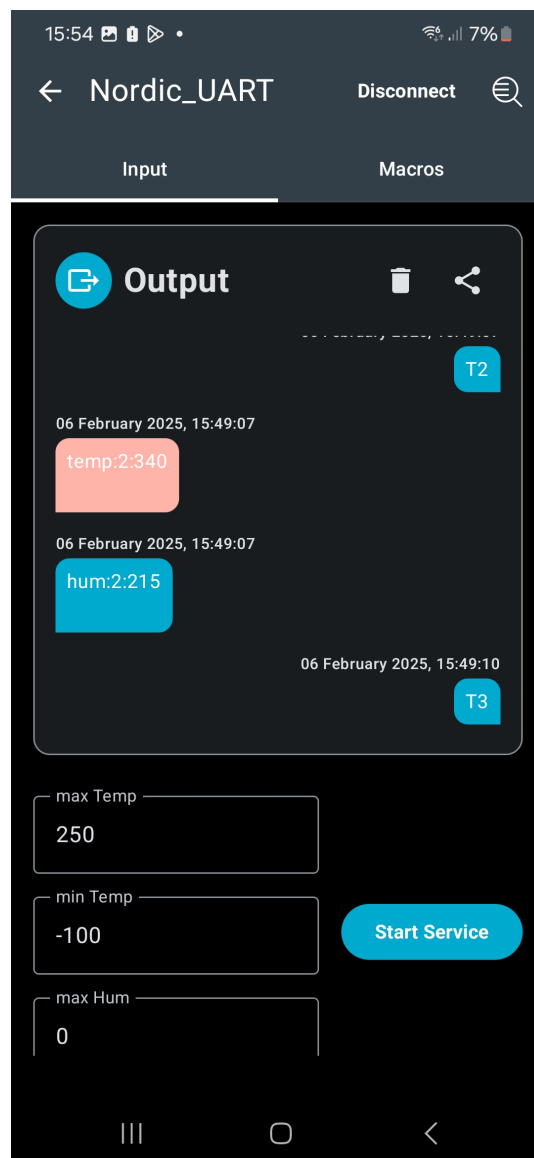 15:54
7%
Nordic_UART
Disconnect
Input
Macros
Output
T2
06 February 2025, 15:49:07
temp:2:340
06 February 2025, 15:49:07
hum:2:215
06 February 2025, 15:49:10
T3
max Temp
250
min Temp
-100
Start Service
max Hum
0